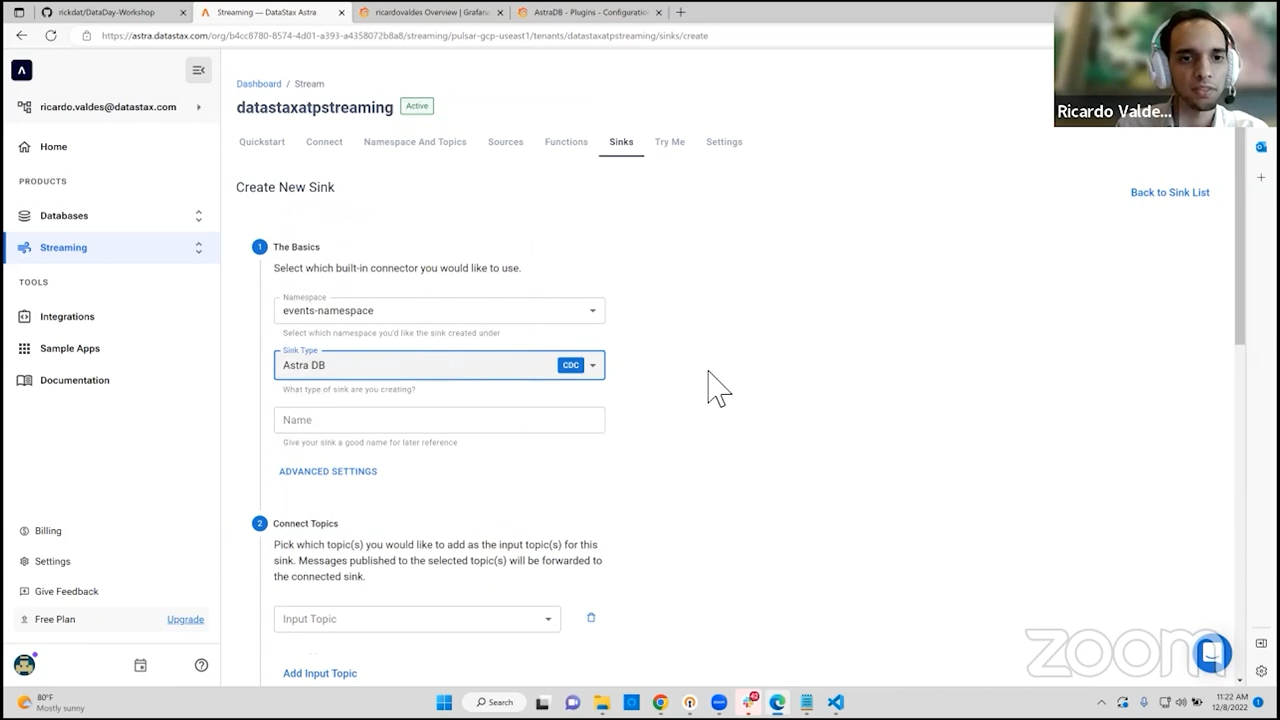 rickdat/DataDay-Workshop
Streaming — DataStax Astra
ricardovaldes Overview | Grafana
AstraDB - Plugins - Configuratio
https://astra.datastax.com/org/b4cc8780-8574-4d01-a393-a4358072b8a8/streaming/pulsar-gcp-useast1/tenants/datastaxatpstreaming/sinks/create
Ricardo Valde...
ricardo.valdes@datastax.com
Home
PRODUCTS
Databases
Streaming
TOOLS
Integrations
Sample Apps
Documentation
Billing
Settings
Give Feedback
Free Plan Upgrade
Dashboard / Stream
datastaxatpstreaming Active
Quickstart Connect Namespace And Topics Sources Functions Sinks Try Me Settings
Create New Sink
Back to Sink List
1 The Basics
Select which built-in connector you would like to use.
Namespace
events-namespace
Select which namespace you'd like the sink created under
Sink Type
Astra DB CDC
What type of sink are you creating?
Name
Give your sink a good name for later reference
ADVANCED SETTINGS
2 Connect Topics
Pick which topic(s) you would like to add as the input topic(s) for this
sink. Messages published to the selected topic(s) will be forwarded to
the connected sink.
Input Topic
Add Input Topic
zoom
80°F
Mostly sunny
Search
11:22 AM
12/8/2022